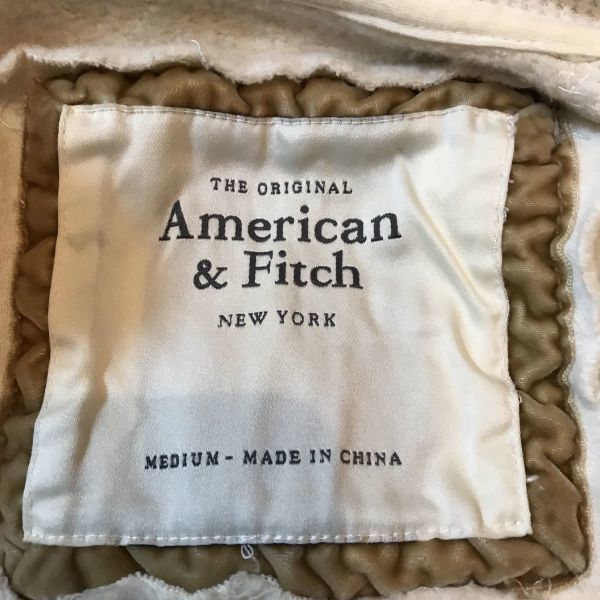 THE ORIGINAL
American
& Fitch
NEW YORK
MEDIUM - MADE IN CHINA